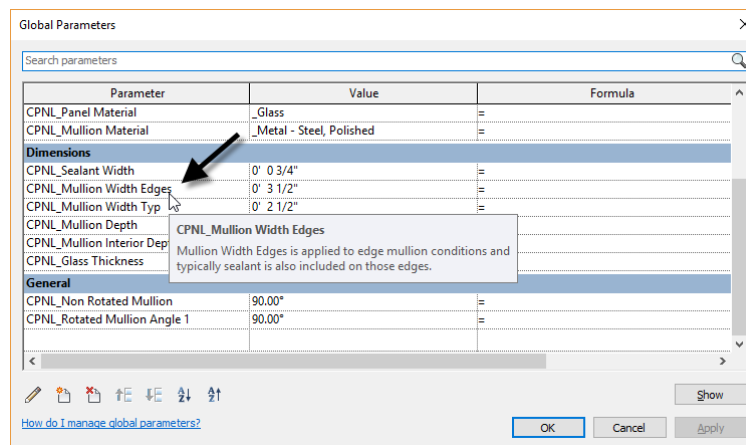 Global Parameters
Search parameters
Parameter Value Formula
CPNL_Panel Material _Glass =
CPNL_Mullion Material _Metal - Steel, Polished =
Dimensions
CPNL_Sealant Width 0' 0 3/4" =
CPNL_Mullion Width Edges 0' 3 1/2" =
CPNL_Mullion Width Typ 0' 2 1/2" =
CPNL_Mullion Depth
CPNL_Mullion Interior
CPNL_Glass Thickness
CPNL_Mullion Width Edges
Mullion Width Edges is applied to edge mullion conditions and
typically sealant is also included on those edges.
General
CPNL_Non Rotated Mullion 90.00° =
CPNL_Rotated Mullion Angle 1 90.00° =
How do I manage global parameters?
Show
OK Cancel Apply